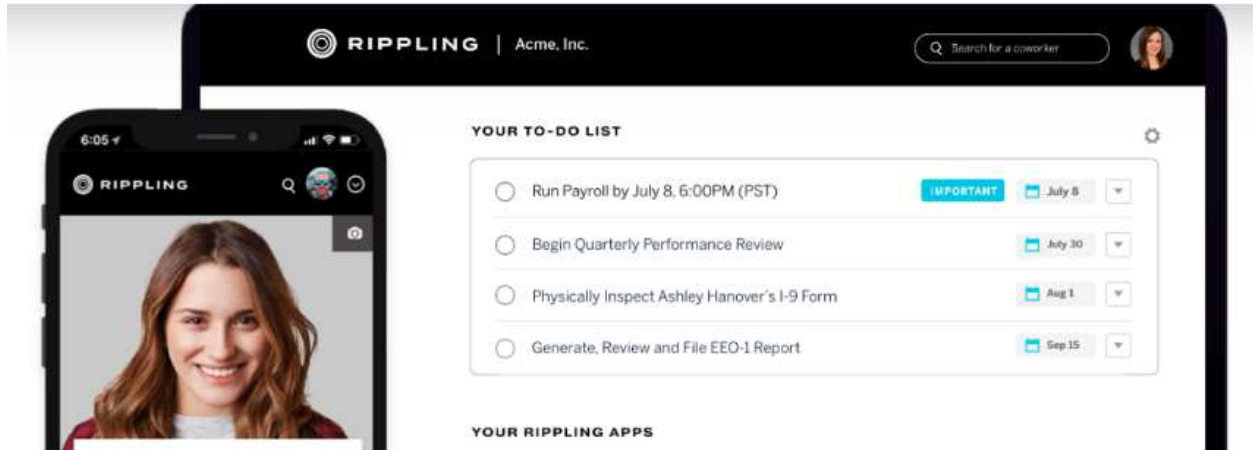 RIPPLING | Acme, Inc.
Search for a coworker
6:05
RIPPLING
YOUR TO-DO LIST
Run Payroll by July 8, 6:00PM (PST)
IMPORTANT
July 8
Begin Quarterly Performance Review
July 30
Physically Inspect Ashley Hanover's I-9 Form
Aug 1
Generate, Review and File EEO-1 Report
Sep 15
YOUR RIPPLING APPS